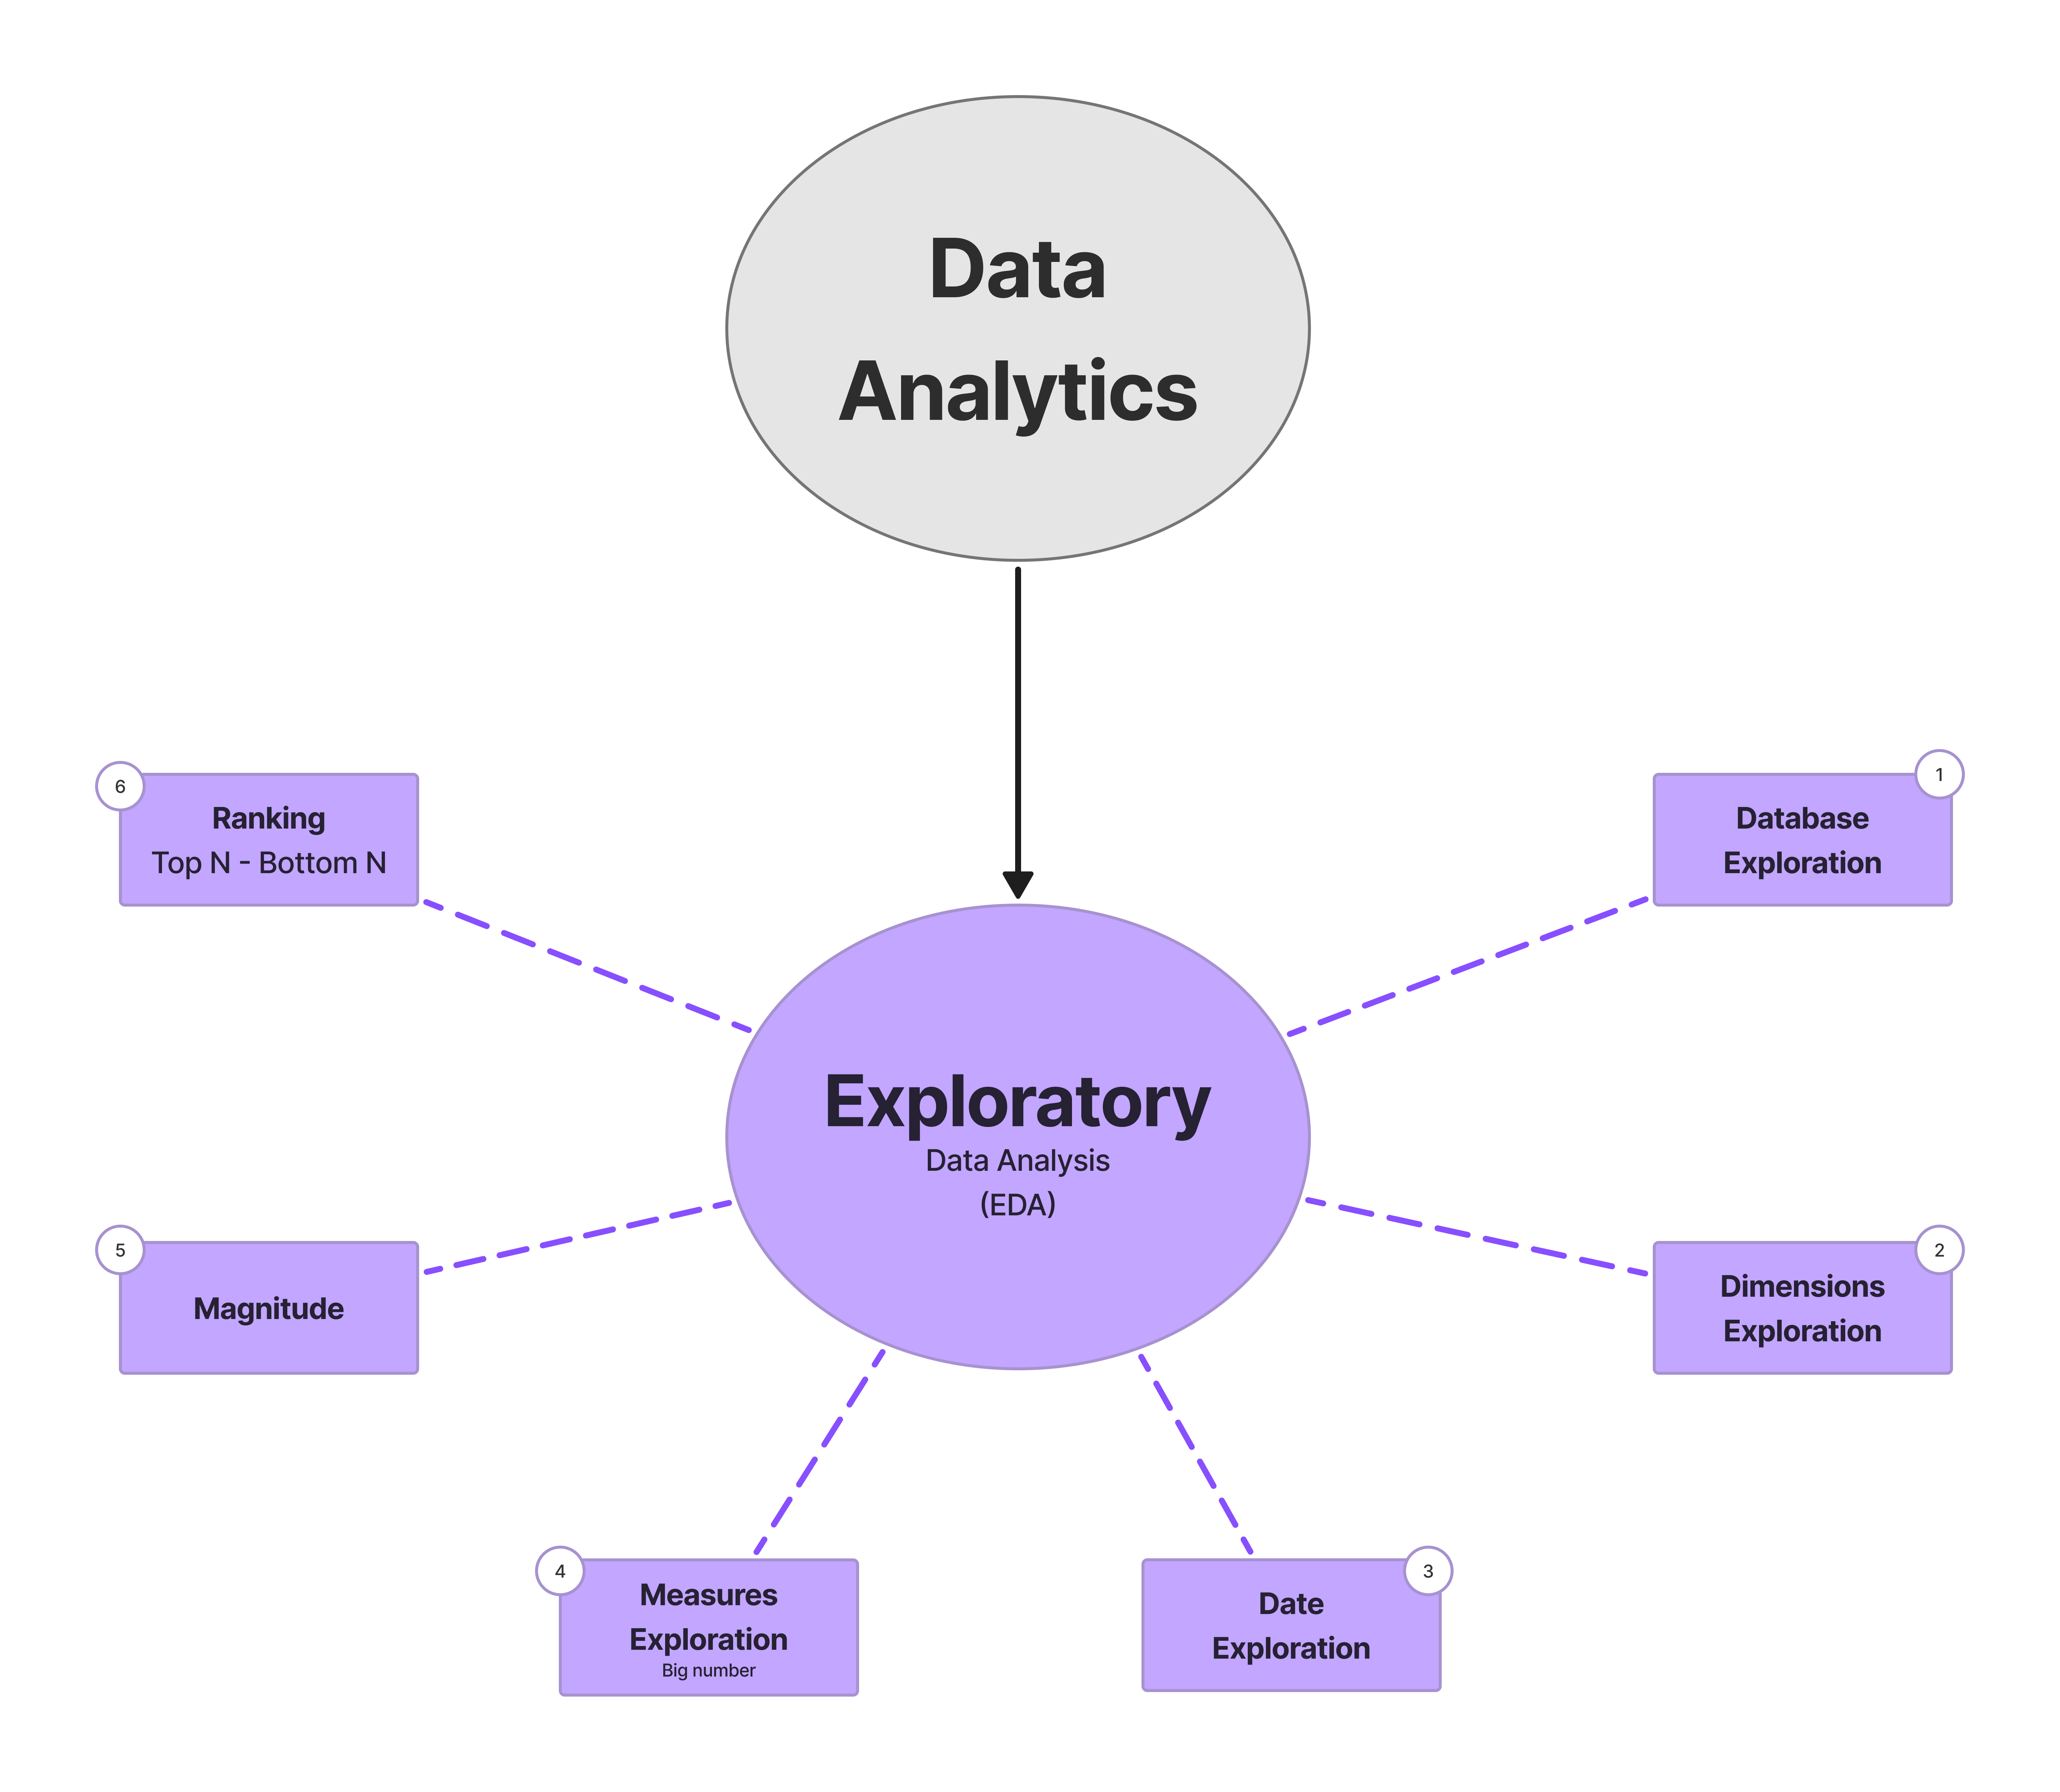 Data
Analytics
Exploratory
Data Analysis
(EDA)
1
Database
Exploration
2
Dimensions
Exploration
3
Date
Exploration
4
Measures
Exploration
Big number
5
Magnitude
6
Ranking
Top N - Bottom N